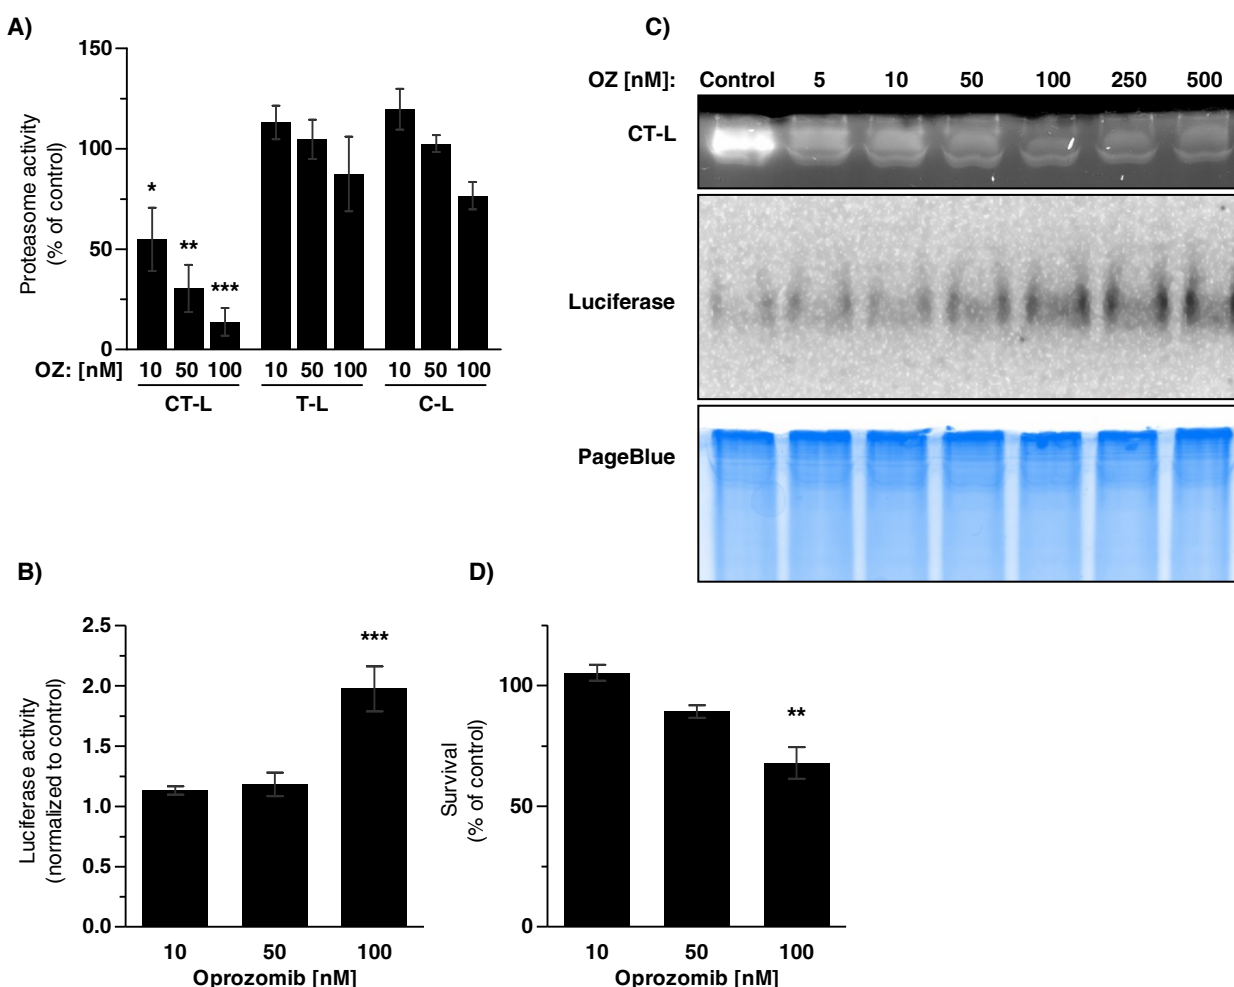 A)
Proteasome activity
(% of control)
150
100
50
0
*
**
***
OZ: [nM] 10 50 100 10 50 100 10 50 100
CT-L T-L C-L
C)
OZ [nM]: Control 5 10 50 100 250 500
CT-L
Luciferase
PageBlue
B)
Luciferase activity
(normalized to control)
2.5
2.0
1.5
1.0
0.5
0.0
***
10 50 100
Oprozomib [nM]
D)
Survival
(% of control)
100
50
0
**
10 50 100
Oprozomib [nM]